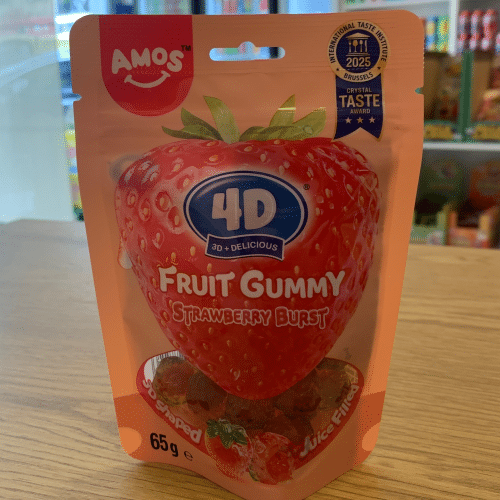 AMOS™
INTERNATIONAL TASTE INSTITUTE
2025
BRUSSELS
CRYSTAL
TASTE
AWARD
4D®
3D + DELICIOUS
FRUIT GUMMY
STRAWBERRY BURST
3D Shaped
Juice Filled
65g e